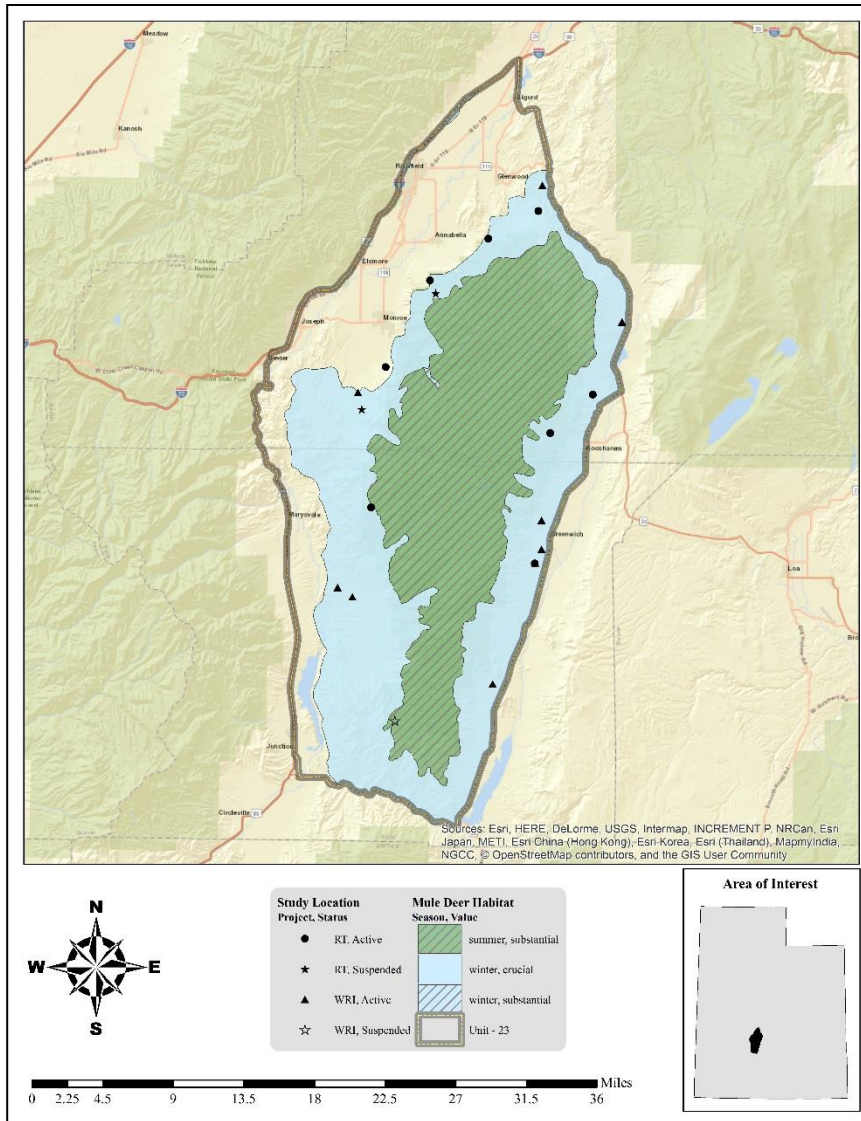 Meadow
Kanosh
Sigurd
Richfield
Glenwood
Annabella
Elsinore
Monroe
Joseph
Sevier
Koosharem
Marysvale
Greenwich
Loa
Junction
Circleville
Sources: Esri, HERE, DeLorme, USGS, Intermap, INCREMENT P, NRCan, Esri
Japan, METI, Esri China (Hong Kong), Esri Korea, Esri (Thailand), MapmyIndia,
NGCC, © OpenStreetMap contributors, and the GIS User Community
N
W E
S
Study Location
Project, Status
RT, Active
RT, Suspended
WRI, Active
WRI, Suspended
Mule Deer Habitat
Season, Value
summer, substantial
winter, crucial
winter, substantial
Unit - 23
Area of Interest
Miles
0 2.25 4.5 9 13.5 18 22.5 27 31.5 36